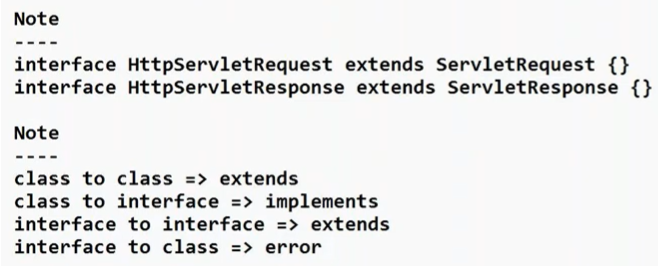 Note
----
interface HttpServletRequest extends ServletRequest {}
interface HttpServletResponse extends ServletResponse {}
Note
----
class to class => extends
class to interface => implements
interface to interface => extends
interface to class => error